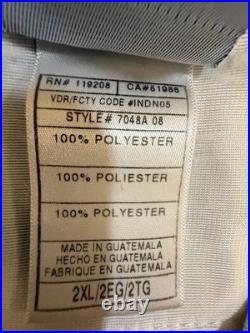 RN# 119208 CA#61986
VDR/FCTY CODE #INDN05
STYLE# 7048A 08
100% POLYESTER
100% POLIESTER
100% POLYESTER
MADE IN GUATEMALA
HECHO EN GUATEMALA
FABRIQUE EN GUATEMALA
2XL/2EG/2TG